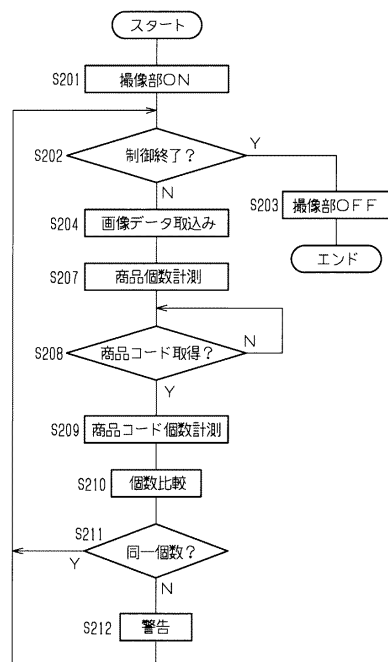 スタート
S201 撮像部ON
S202 制御終了？ Y
N
S203 撮像部OFF
S204 画像データ取込み
エンド
S207 商品個数計測
S208 商品コード取得？ N
Y
S209 商品コード個数計測
S210 個数比較
S211 同一個数？
Y
N
S212 警告